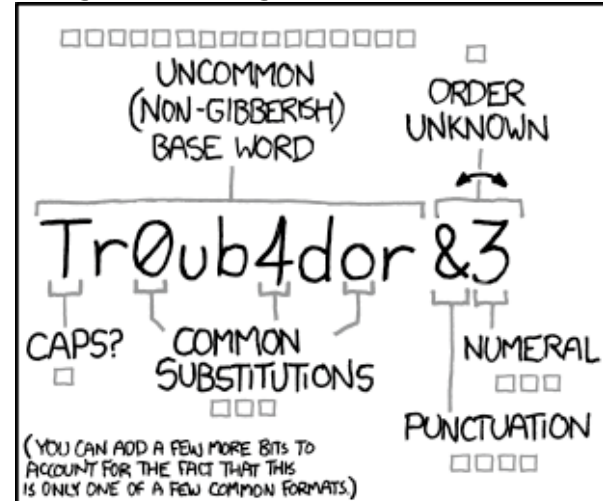 UNCOMMON
(NON-GIBBERISH)
BASE WORD
ORDER
UNKNOWN
Tr0ub4dor &3
CAPS?
COMMON
SUBSTITUTIONS
NUMERAL
PUNCTUATION
(YOU CAN ADD A FEW MORE BITS TO
ACCOUNT FOR THE FACT THAT THIS
IS ONLY ONE OF A FEW COMMON FORMATS.)